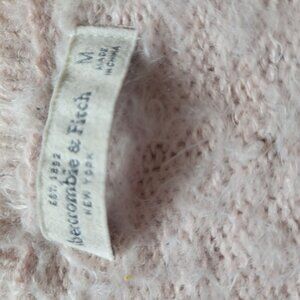 EST. 1892
Abercrombie & Fitch
NEW YORK
M
MADE
IN CHINA